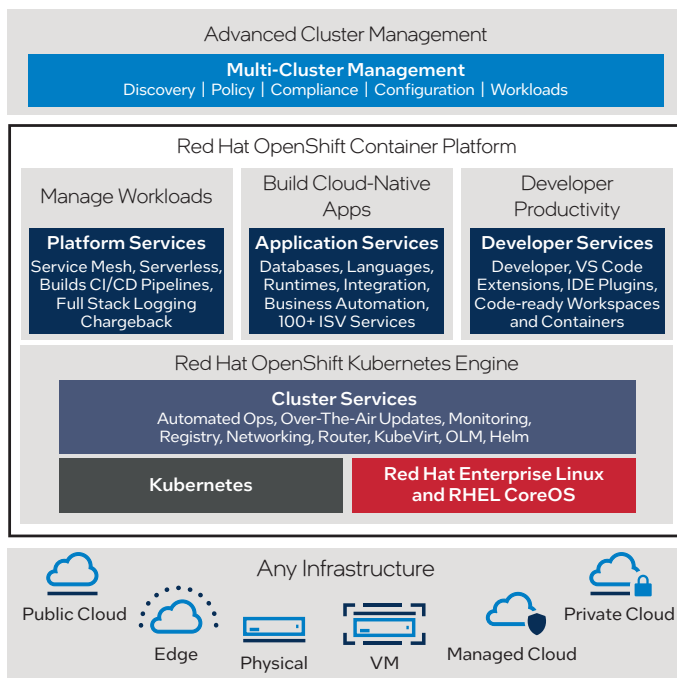 Advanced Cluster Management
Multi-Cluster Management
Discovery | Policy | Compliance | Configuration | Workloads
Red Hat OpenShift Container Platform
Manage Workloads
Platform Services
Service Mesh, Serverless,
Builds CI/CD Pipelines,
Full Stack Logging
Chargeback
Build Cloud-Native
Apps
Application Services
Databases, Languages,
Runtimes, Integration,
Business Automation,
100+ ISV Services
Developer
Productivity
Developer Services
Developer, VS Code
Extensions, IDE Plugins,
Code-ready Workspaces
and Containers
Red Hat OpenShift Kubernetes Engine
Cluster Services
Automated Ops, Over-The-Air Updates, Monitoring,
Registry, Networking, Router, KubeVirt, OLM, Helm
Kubernetes
Red Hat Enterprise Linux
and RHEL CoreOS
Any Infrastructure
Public Cloud
Edge
Physical
VM
Managed Cloud
Private Cloud